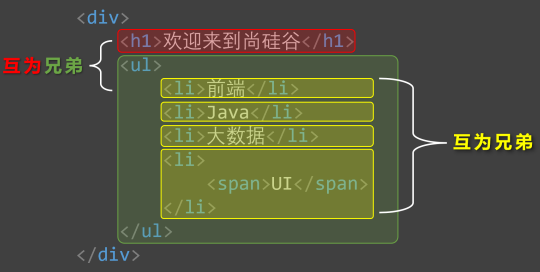 <div>
<h1>欢迎来到尚硅谷</h1>
互为兄弟
<ul>
<li>前端</li>
<li>Java</li>
<li>大数据</li>
互为兄弟
<li>
<span>UI</span>
</li>
</ul>
</div>